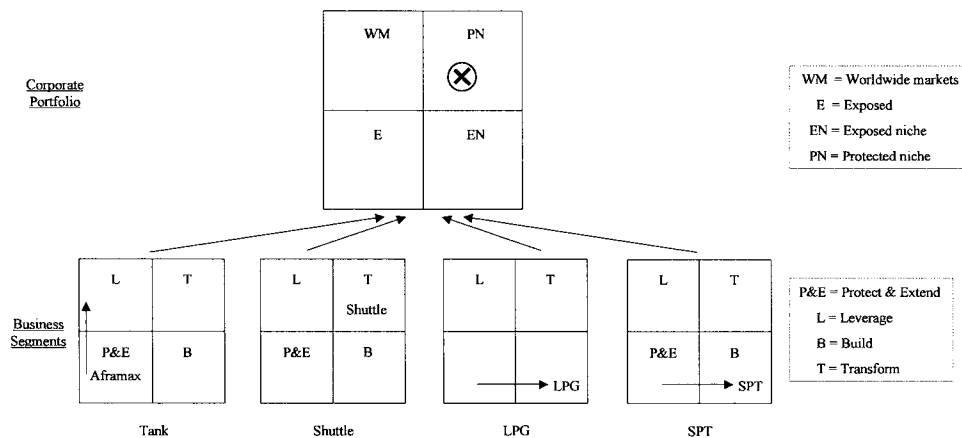 WM PN
Corporate
Portfolio
E EN
WM = Worldwide markets
E = Exposed
EN = Exposed niche
PN = Protected niche
L T L T L T L T
Shuttle
Business
Segments
P&E B P&E B P&E B
Aframax LPG SPT
P&E = Protect & Extend
L = Leverage
B = Build
T = Transform
Tank Shuttle LPG SPT